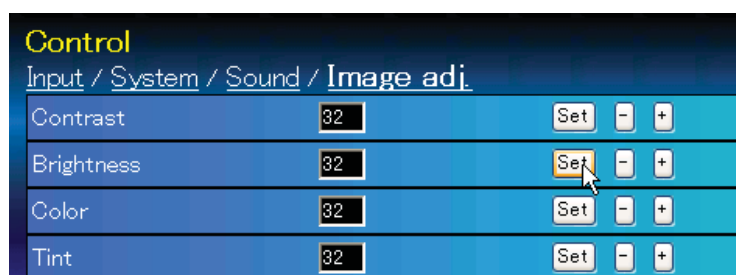 Control
Input / System / Sound / Image adj.
Contrast 32 Set - +
Brightness 32 Set - +
Color 32 Set - +
Tint 32 Set - +